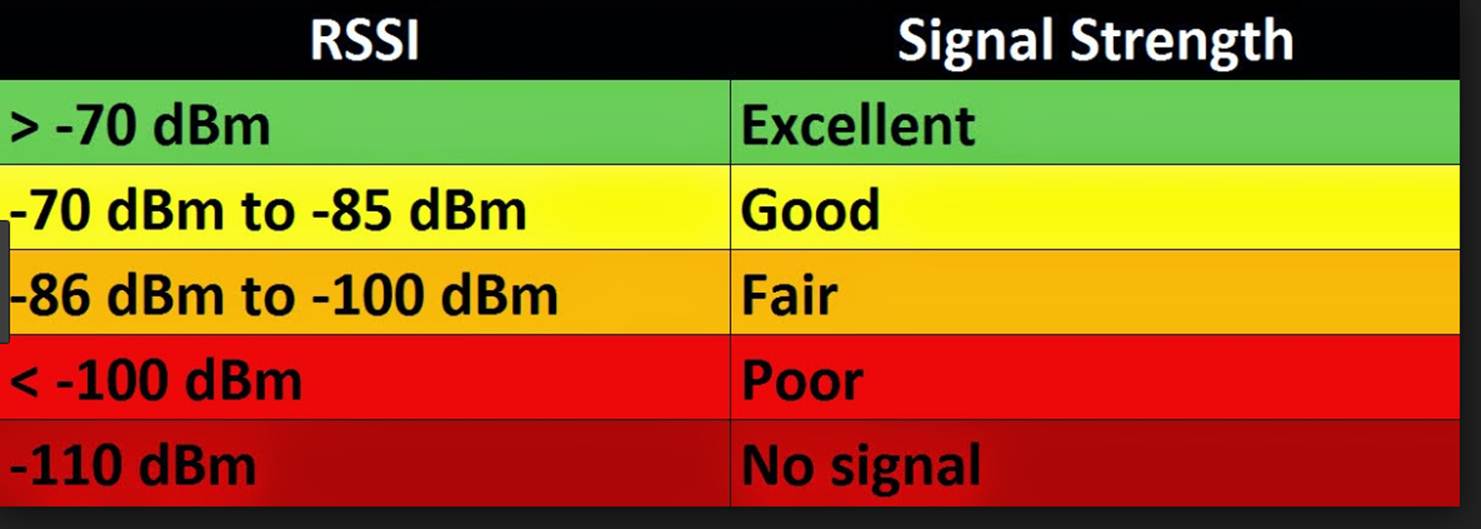 RSSI Signal Strength
> -70 dBm Excellent
-70 dBm to -85 dBm Good
-86 dBm to -100 dBm Fair
< -100 dBm Poor
-110 dBm No signal